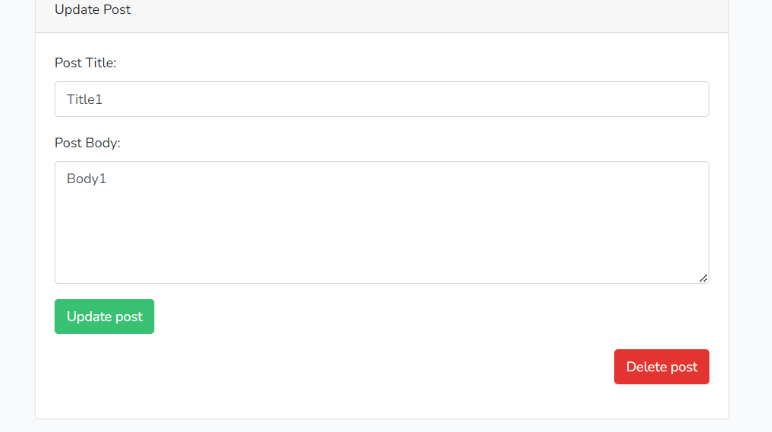 Update Post
Post Title:
Title1
Post Body:
Body1
Update post
Delete post